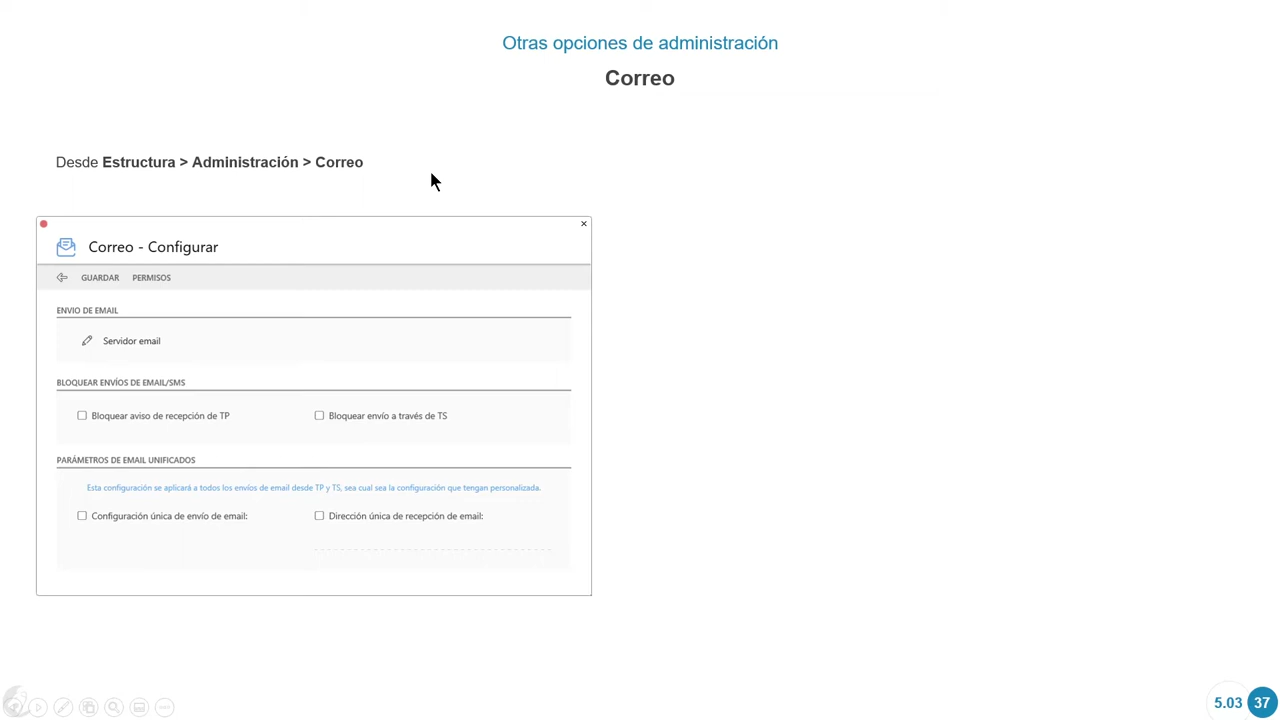 Otras opciones de administración
Correo
Desde Estructura > Administración > Correo
Correo - Configurar
GUARDAR PERMISOS
ENVIO DE EMAIL
Servidor email
BLOQUEAR ENVÍOS DE EMAIL/SMS
Bloquear aviso de recepción de TP
Bloquear envío a través de TS
PARÁMETROS DE EMAIL UNIFICADOS
Esta configuración se aplicará a todos los envíos de email desde TP y TS, sea cual sea la configuración que tengan personalizada.
Configuración única de envío de email:
Dirección única de recepción de email:
5.03 37